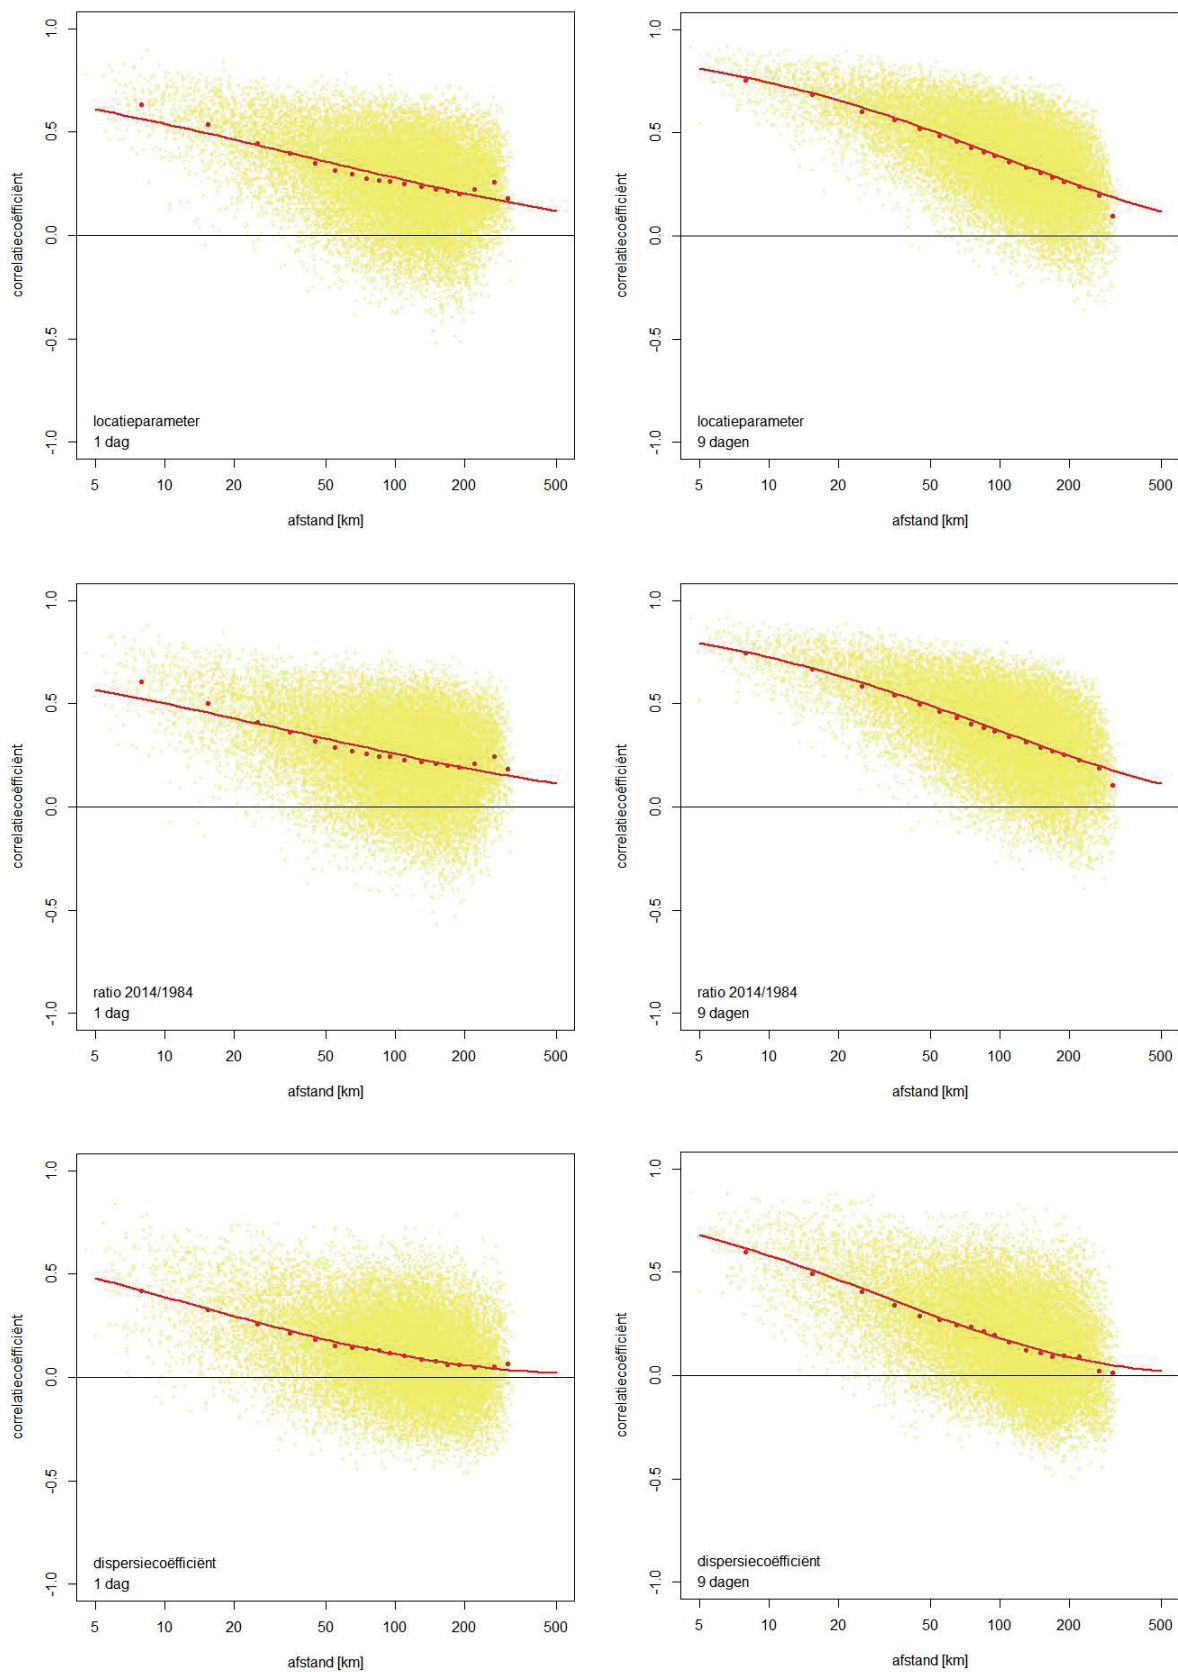 correlatiecoëfficiënt
1.0
0.5
0.0
-0.5
-1.0
locatieparameter
1 dag
5 10 20 50 100 200 500
afstand [km]
correlatiecoëfficiënt
1.0
0.5
0.0
-0.5
-1.0
locatieparameter
9 dagen
5 10 20 50 100 200 500
afstand [km]
correlatiecoëfficiënt
1.0
0.5
0.0
-0.5
-1.0
ratio 2014/1984
1 dag
5 10 20 50 100 200 500
afstand [km]
correlatiecoëfficiënt
1.0
0.5
0.0
-0.5
-1.0
ratio 2014/1984
9 dagen
5 10 20 50 100 200 500
afstand [km]
correlatiecoëfficiënt
1.0
0.5
0.0
-0.5
-1.0
dispersiecoëfficiënt
1 dag
5 10 20 50 100 200 500
afstand [km]
correlatiecoëfficiënt
1.0
0.5
0.0
-0.5
-1.0
dispersiecoëfficiënt
9 dagen
5 10 20 50 100 200 500
afstand [km]